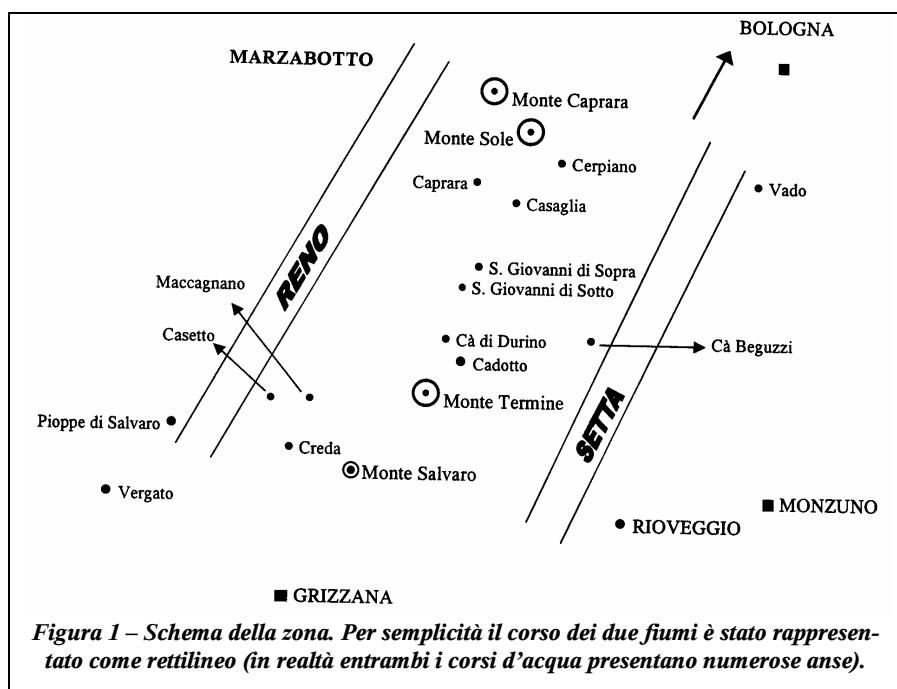 BOLOGNA
MARZABOTTO
Monte Caprara
Monte Sole
Cerpiano
Caprara
Vado
Casaglia
RENO
S. Giovanni di Sopra
Maccagnano
S. Giovanni di Sotto
Casetto
Cà di Durino
Cà Beguzzi
Cadotto
Monte Termine
SETTA
Pioppe di Salvaro
Creda
Monte Salvaro
Vergato
MONZUNO
RIOVEGGIO
GRIZZANA
Figura 1 – Schema della zona. Per semplicità il corso dei due fiumi è stato rappresen-
tato come rettilineo (in realtà entrambi i corsi d'acqua presentano numerose anse).